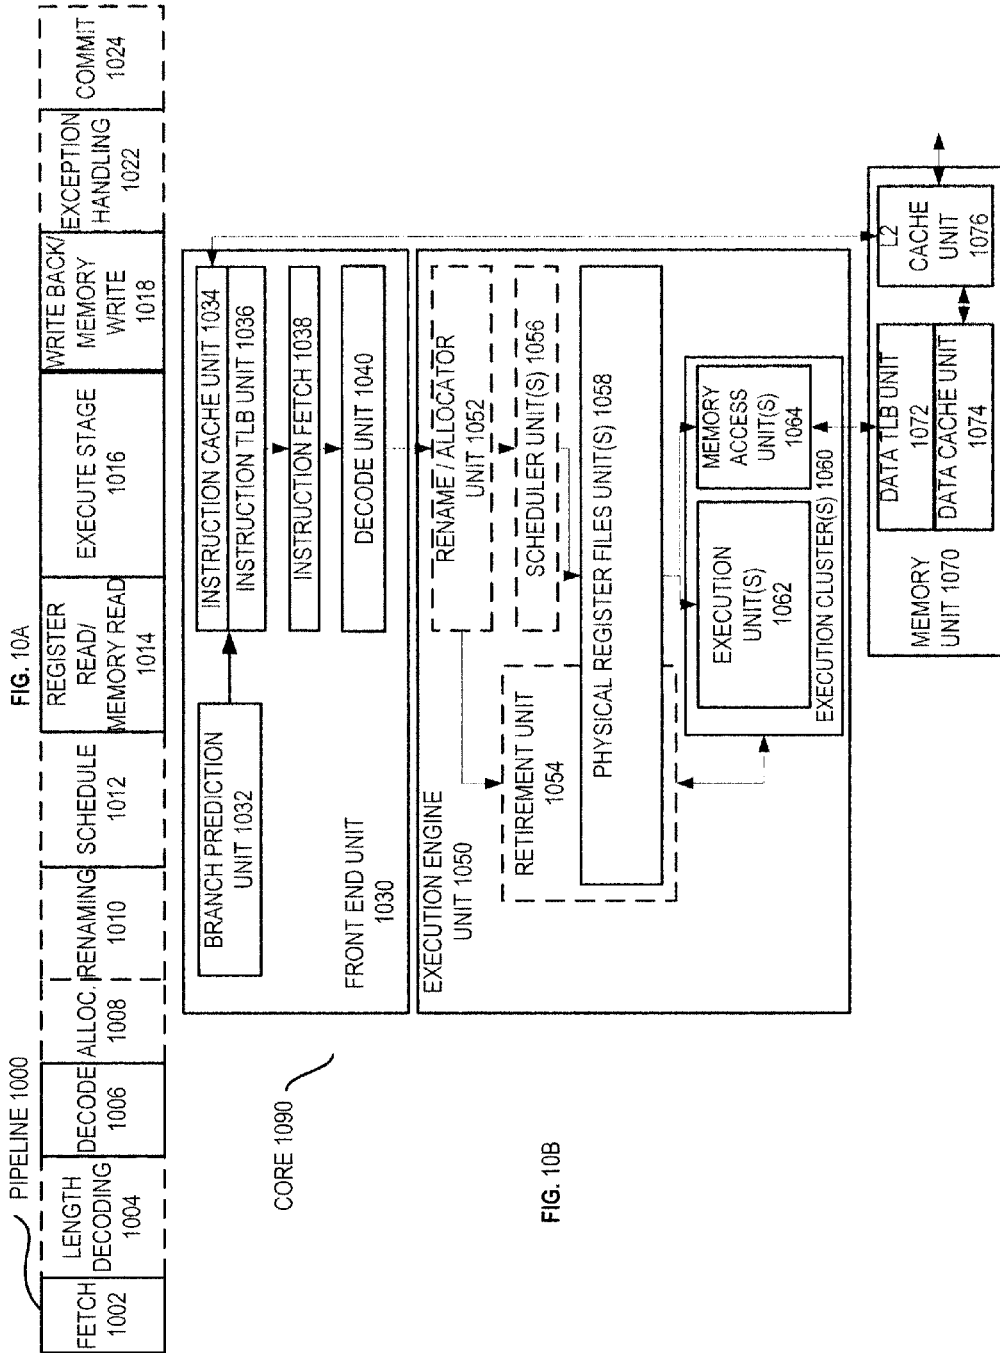 FIG. 10A
PIPELINE 1000
FETCH
1002
LENGTH
DECODING
1004
DECODE
1006
ALLOC.
1008
RENAMING
1010
SCHEDULE
1012
REGISTER
READ/
MEMORY READ
1014
EXECUTE STAGE
1016
WRITE BACK/
MEMORY
WRITE
1018
EXCEPTION
HANDLING
1022
COMMIT
1024
CORE 1090
BRANCH PREDICTION
UNIT 1032
INSTRUCTION CACHE UNIT 1034
INSTRUCTION TLB UNIT 1036
INSTRUCTION FETCH 1038
DECODE UNIT 1040
FRONT END UNIT
1030
EXECUTION ENGINE
UNIT 1050
RENAME / ALLOCATOR
UNIT 1052
SCHEDULER UNIT(S) 1056
RETIREMENT UNIT
1054
PHYSICAL REGISTER FILES UNIT(S) 1058
EXECUTION
UNIT(S)
1062
MEMORY
ACCESS
UNIT(S)
1064
EXECUTION CLUSTER(S) 1060
FIG. 10B
MEMORY
UNIT 1070
DATA TLB UNIT
1072
DATA CACHE UNIT
1074
L2
CACHE
UNIT
1076